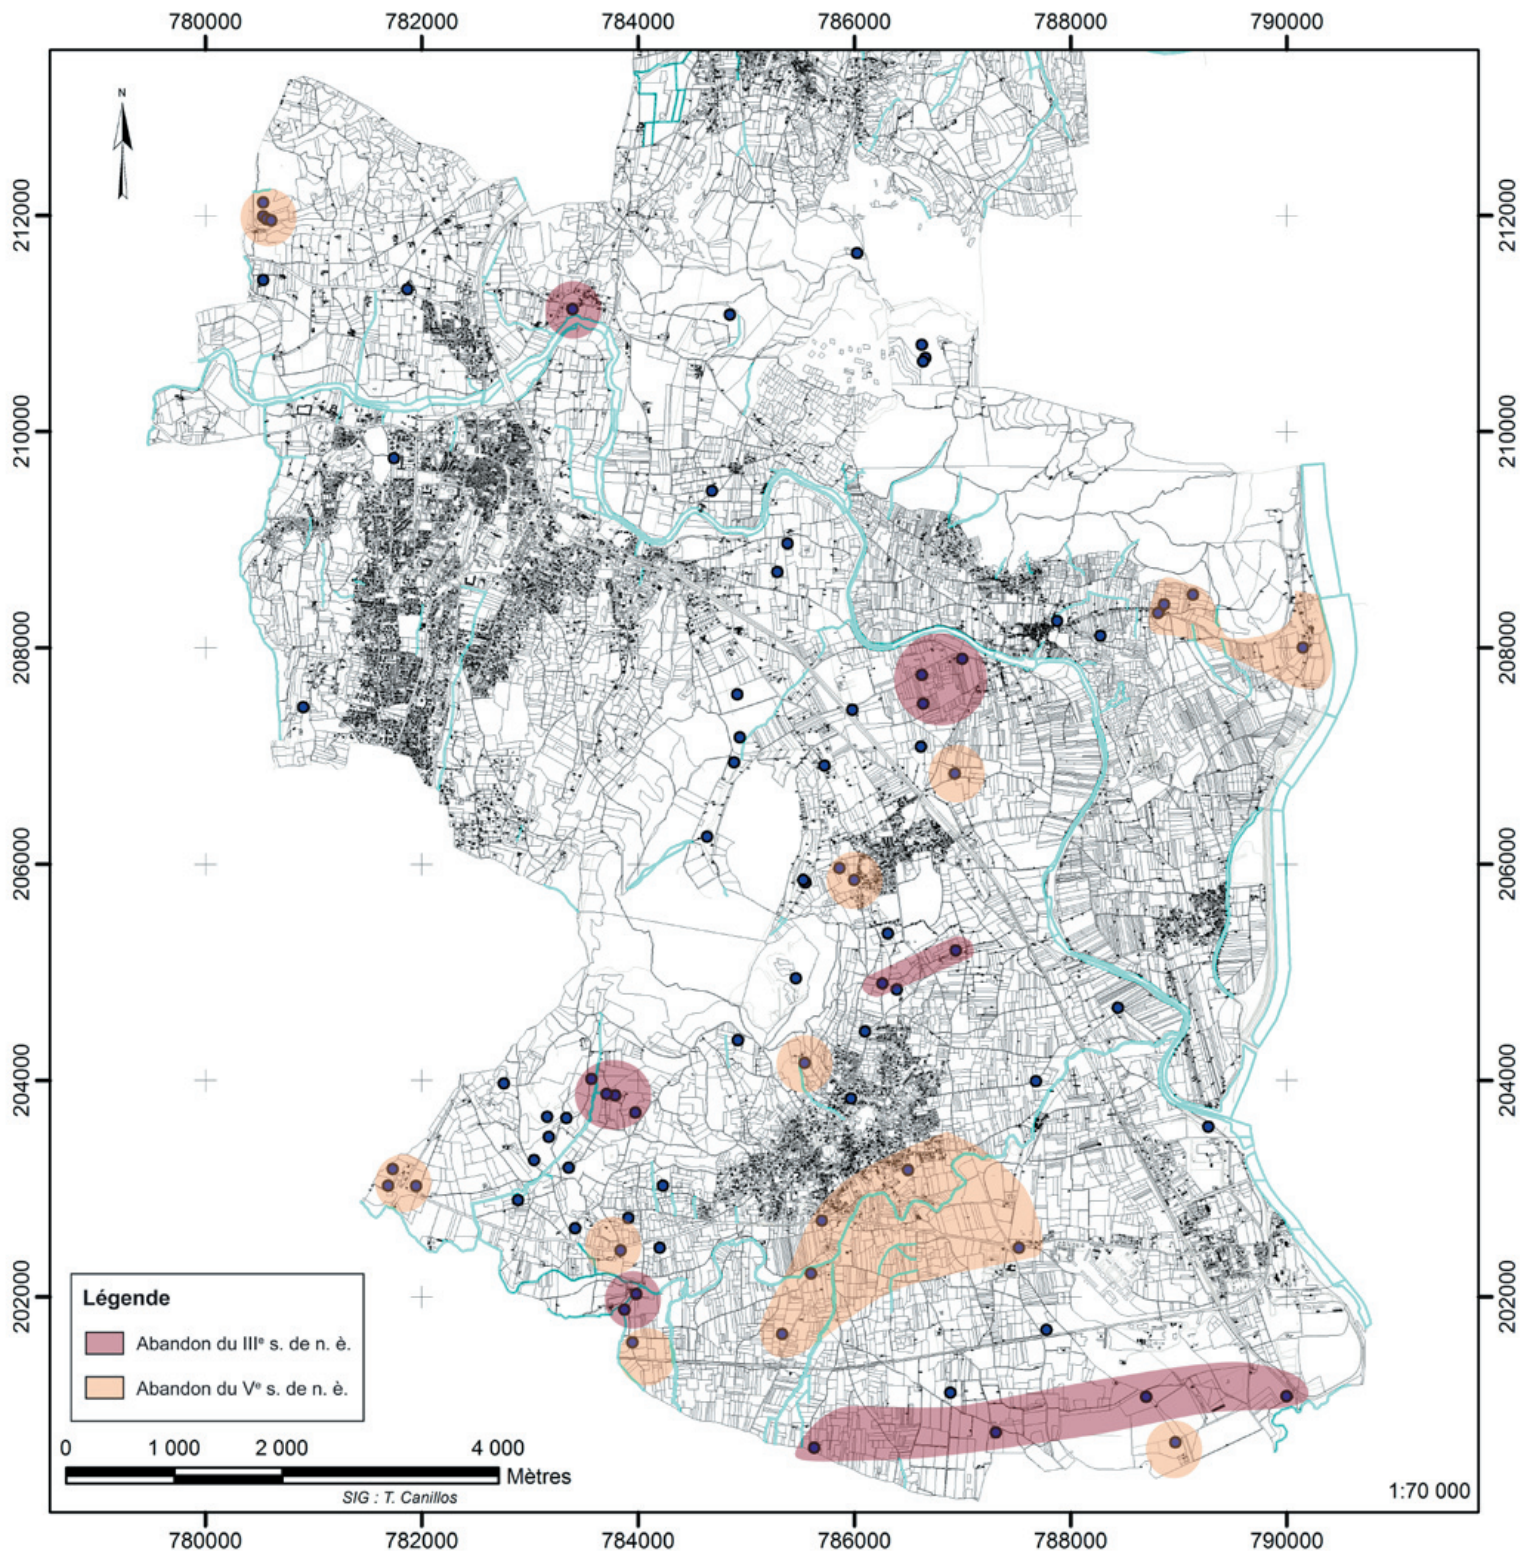 780000 782000 784000 786000 788000 790000
N
212000 212000
210000 210000
208000 208000
206000 206000
204000 204000
202000 202000
Légende
Abandon du IIIᵉ s. de n. è.
Abandon du Vᵉ s. de n. è.
0 1 000 2 000 4 000
Mètres
SIG : T. Canillos
1:70 000
780000 782000 784000 786000 788000 790000